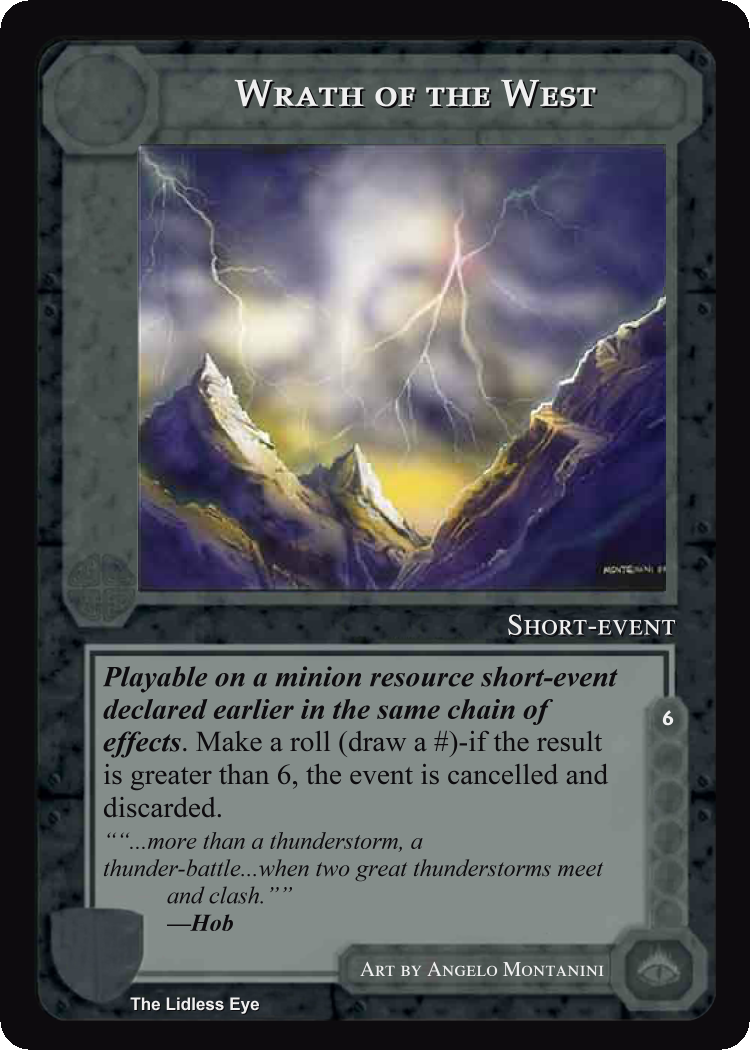 Wrath of the West
MONTANINI
Short-event
Playable on a minion resource short-event
declared earlier in the same chain of
effects. Make a roll (draw a #)-if the result
is greater than 6, the event is cancelled and
discarded.
““...more than a thunderstorm, a
thunder-battle...when two great thunderstorms meet
and clash.””
—Hob
6
Art by Angelo Montanini
The Lidless Eye